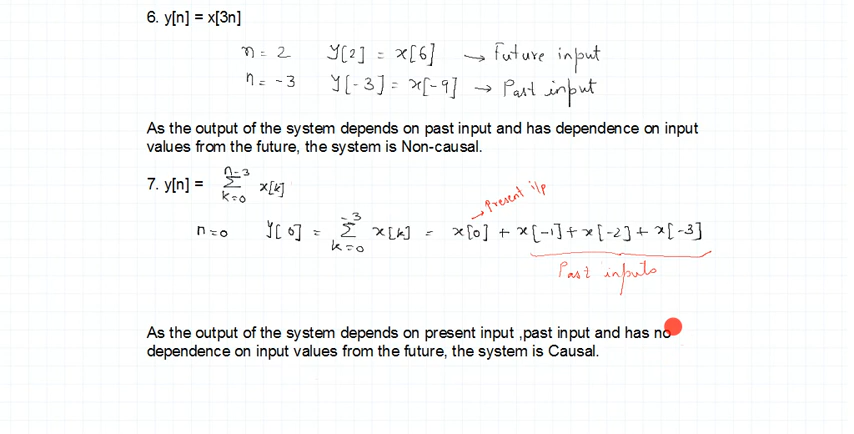 6. y[n] = x[3n]
n = 2 y[2] = x[6] → Future input
n = -3 y[-3] = x[-9] → Past input
As the output of the system depends on past input and has dependence on input
values from the future, the system is Non-causal.
n-3
7. y[n] = Σ x[k]
k=0
→ Present i/p
-3
n=0 y[0] = Σ x[k] = x[0] + x[-1] + x[-2] + x[-3]
k=0
Past inputs
As the output of the system depends on present input ,past input and has no
dependence on input values from the future, the system is Causal.